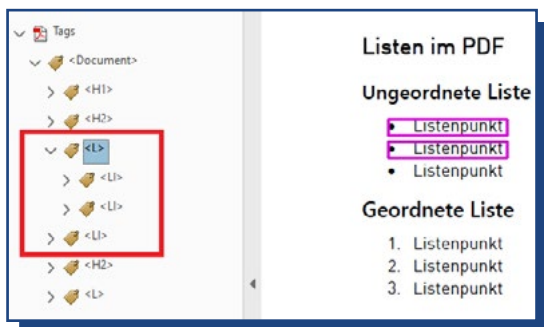 Tags
<Document>
<H1>
<H2>
<L>
<LI>
<LI>
<LI>
<H2>
<L>
Listen im PDF
Ungeordnete Liste
• Listenpunkt
• Listenpunkt
• Listenpunkt
Geordnete Liste
1. Listenpunkt
2. Listenpunkt
3. Listenpunkt